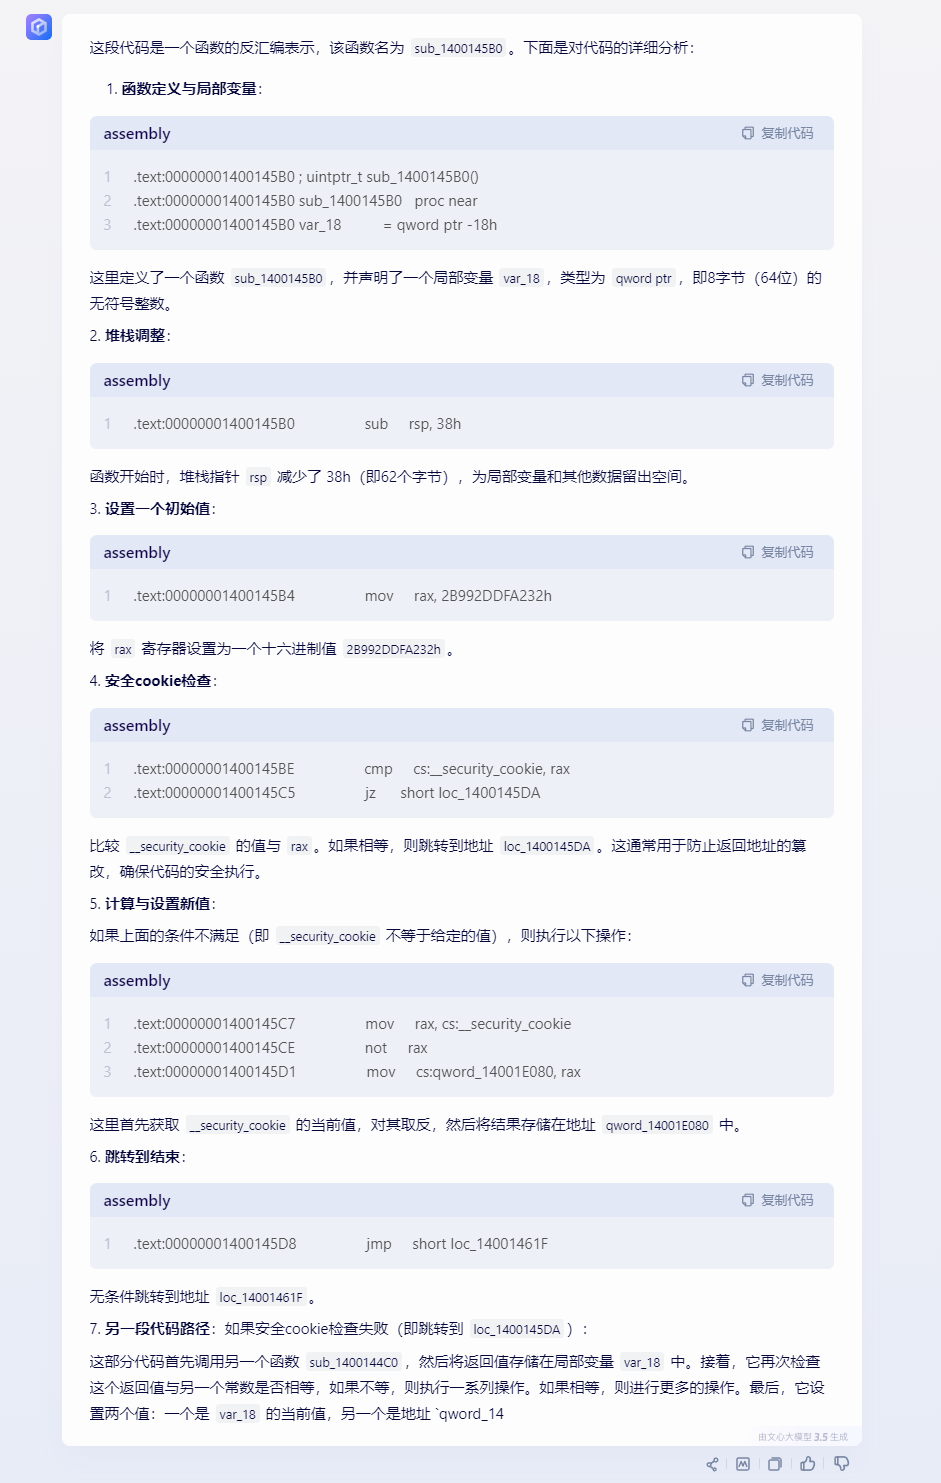 这段代码是一个函数的反汇编表示，该函数名为 sub_1400145B0 。下面是对代码的详细分析：
1. 函数定义与局部变量：
assembly 复制代码
1 .text:00000001400145B0 ; uintptr_t sub_1400145B0()
2 .text:00000001400145B0 sub_1400145B0 proc near
3 .text:00000001400145B0 var_18 = qword ptr -18h
这里定义了一个函数 sub_1400145B0 ，并声明了一个局部变量 var_18 ，类型为 qword ptr ，即8字节（64位）的
无符号整数。
2. 堆栈调整：
assembly 复制代码
1 .text:00000001400145B0 sub rsp, 38h
函数开始时，堆栈指针 rsp 减少了 38h（即62个字节），为局部变量和其他数据留出空间。
3. 设置一个初始值：
assembly 复制代码
1 .text:00000001400145B4 mov rax, 2B992DDFA232h
将 rax 寄存器设置为一个十六进制值 2B992DDFA232h 。
4. 安全cookie检查：
assembly 复制代码
1 .text:00000001400145BE cmp cs:__security_cookie, rax
2 .text:00000001400145C5 jz short loc_1400145DA
比较 __security_cookie 的值与 rax 。如果相等，则跳转到地址 loc_1400145DA 。这通常用于防止返回地址的篡
改，确保代码的安全执行。
5. 计算与设置新值：
如果上面的条件不满足（即 __security_cookie 不等于给定的值），则执行以下操作：
assembly 复制代码
1 .text:00000001400145C7 mov rax, cs:__security_cookie
2 .text:00000001400145CE not rax
3 .text:00000001400145D1 mov cs:qword_14001E080, rax
这里首先获取 __security_cookie 的当前值，对其取反，然后将结果存储在地址 qword_14001E080 中。
6. 跳转到结束：
assembly 复制代码
1 .text:00000001400145D8 jmp short loc_14001461F
无条件跳转到地址 loc_14001461F 。
7. 另一段代码路径：如果安全cookie检查失败（即跳转到 loc_1400145DA ）：
这部分代码首先调用另一个函数 sub_1400144C0 ，然后将返回值存储在局部变量 var_18 中。接着，它再次检查
这个返回值与另一个常数是否相等，如果不等，则执行一系列操作。如果相等，则进行更多的操作。最后，它设
置两个值：一个是 var_18 的当前值，另一个是地址 `qword_14
由文心大模型 3.5 生成